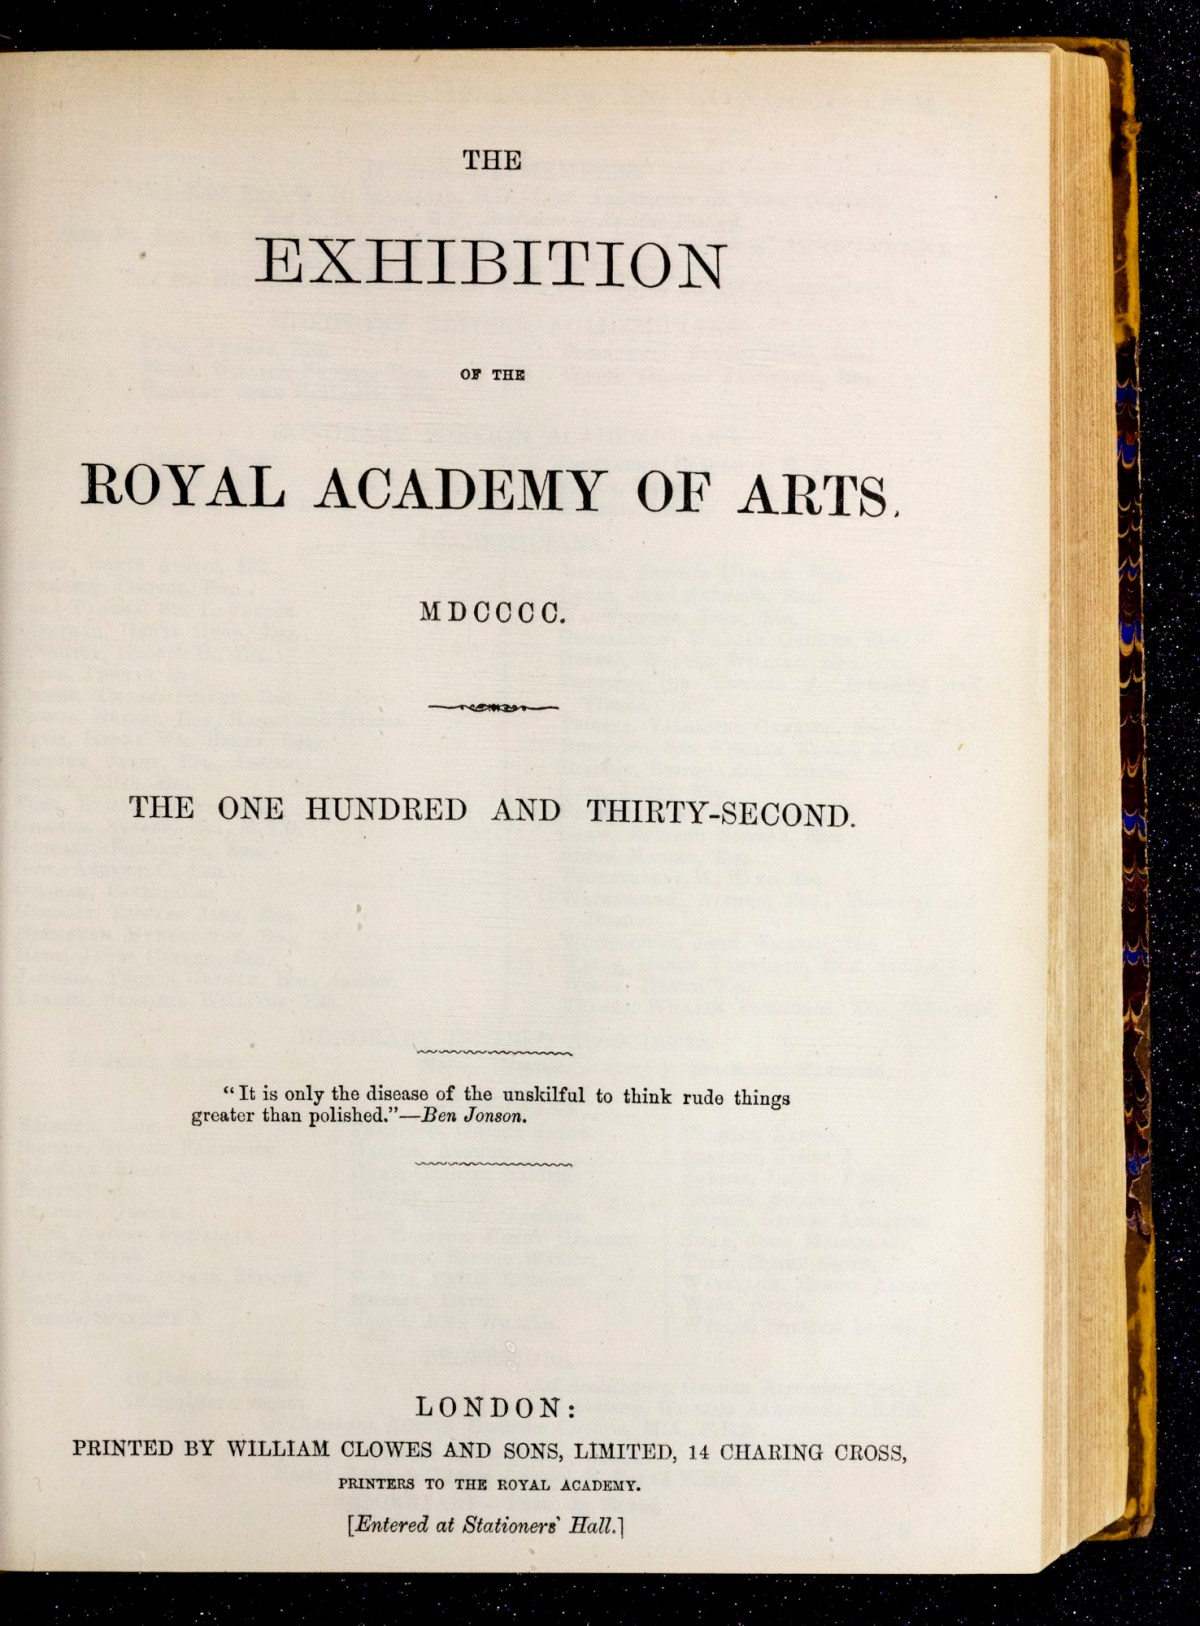 THE
EXHIBITION
OF THE
ROYAL ACADEMY OF ARTS.
MDCCCC.
THE ONE HUNDRED AND THIRTY-SECOND.
"It is only the disease of the unskilful to think rude things
greater than polished."—Ben Jonson.
LONDON:
PRINTED BY WILLIAM CLOWES AND SONS, LIMITED, 14 CHARING CROSS,
PRINTERS TO THE ROYAL ACADEMY.
[Entered at Stationers' Hall.]